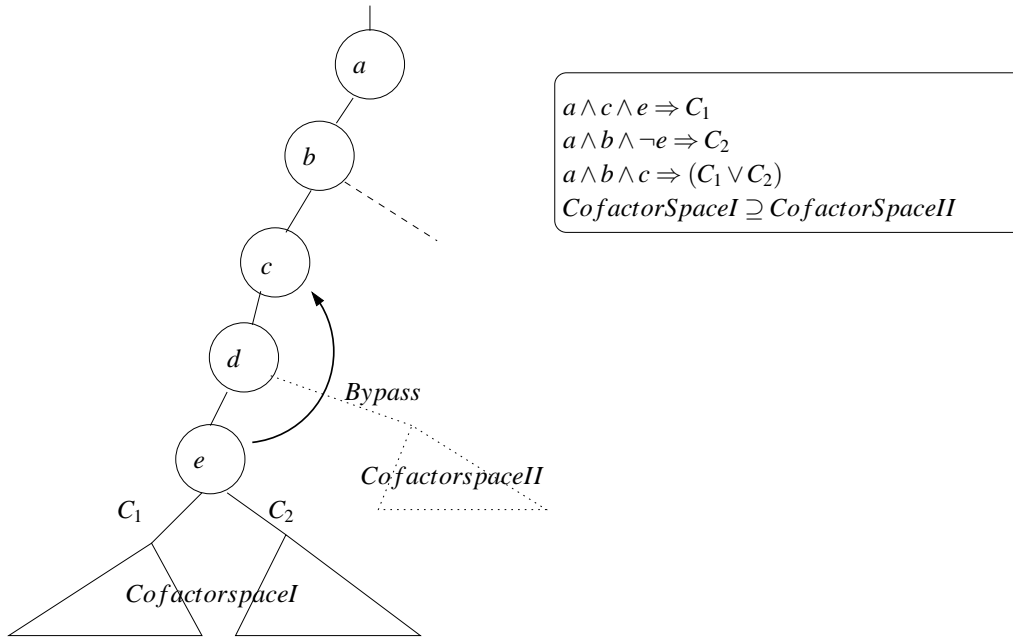 a
b
c
d
e
Bypass
CofactorspaceII
C₁
C₂
CofactorspaceI
a ∧ c ∧ e ⇒ C₁
a ∧ b ∧ ¬e ⇒ C₂
a ∧ b ∧ c ⇒ (C₁ ∨ C₂)
CofactorSpaceI ⊇ CofactorSpaceII